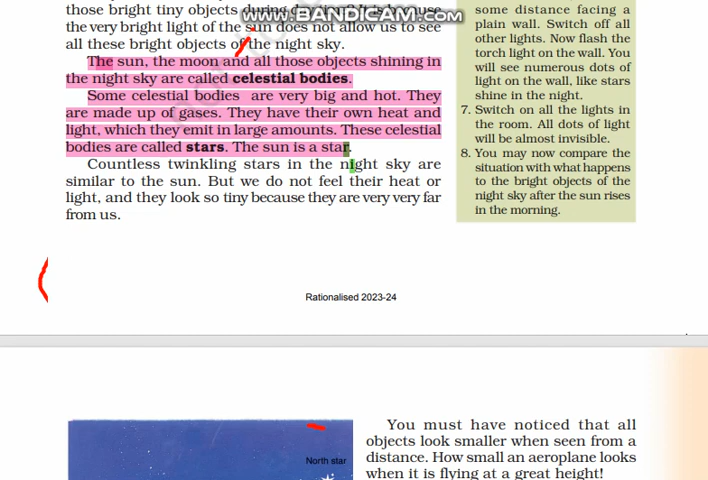 those bright tiny objects during
the very bright light of the sun does not allow us to see
all these bright objects of the night sky.
The sun, the moon and all those objects shining in
the night sky are called celestial bodies.
Some celestial bodies are very big and hot. They
are made up of gases. They have their own heat and
light, which they emit in large amounts. These celestial
bodies are called stars. The sun is a star.
Countless twinkling stars in the night sky are
similar to the sun. But we do not feel their heat or
light, and they look so tiny because they are very very far
from us.
www.BANDICAM.com
some distance facing a
plain wall. Switch off all
other lights. Now flash the
torch light on the wall. You
will see numerous dots of
light on the wall, like stars
shine in the night.
7. Switch on all the lights in
the room. All dots of light
will be almost invisible.
8. You may now compare the
situation with what happens
to the bright objects of the
night sky after the sun rises
in the morning.
Rationalised 2023-24
North star
You must have noticed that all
objects look smaller when seen from a
distance. How small an aeroplane looks
when it is flying at a great height!